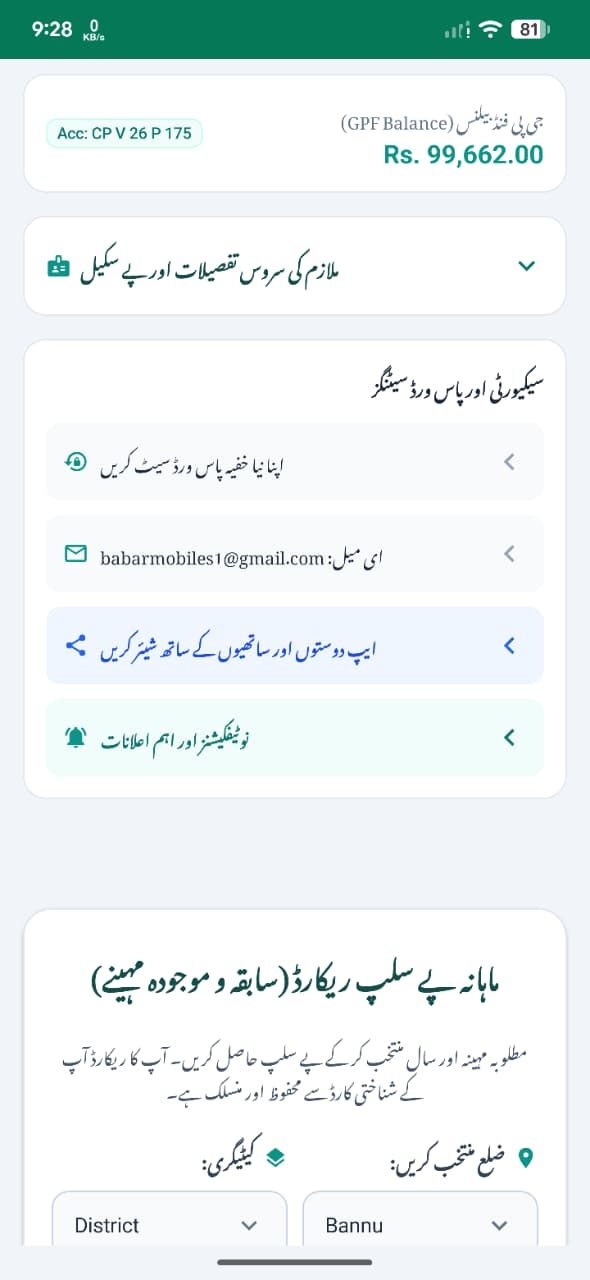 9:28 0 KB/s 81
جی پی فنڈ بیلنس (GPF Balance)
Acc: CP V 26 P 175
Rs. 99,662.00
ملازم کی سروس تفصیلات اور پے سکیل
سیکیورٹی اور پاس ورڈ سیٹنگز
اپنا نیا خفیہ پاس ورڈ سیٹ کریں
ای میل: babarmobiles1@gmail.com
ایپ دوستوں اور ساتھیوں کے ساتھ شیئر کریں
نوٹیفکیشنز اور اہم اعلانات
ماہانہ پے سلپ ریکارڈ (سابقہ و موجودہ مہینے)
مطلوبہ مہینہ اور سال منتخب کر کے پے سلپ حاصل کریں۔ آپ کا ریکارڈ آپ
کے شناختی کارڈ سے محفوظ اور منسلک ہے۔
ضلع منتخب کریں:
کیٹیگری:
Bannu
District